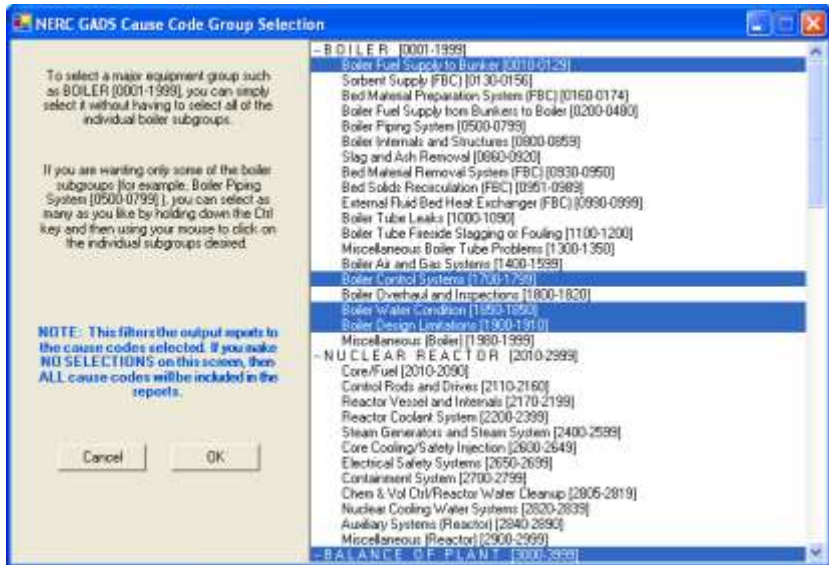 NERC GADS Cause Code Group Selection
To select a major equipment group such
as BOILER [0001-1999], you can simply
select it without having to select all of the
individual boiler subgroups.
If you are wanting only some of the boiler
subgroups [for example, Boiler Piping
System [0500-0799] ], you can select as
many as you like by holding down the Ctrl
key and then using your mouse to click on
the individual subgroups desired.
NOTE: This filters the output reports to
the cause codes selected. If you make
NO SELECTIONS on this screen, then
ALL cause codes will be included in the
reports.
Cancel
OK
~B O I L E R [0001-1999]
Boiler Fuel Supply to Bunker [0010-0129]
Sorbent Supply (FBC) [0130-0156]
Bed Material Preparation System (FBC) [0160-0174]
Boiler Fuel Supply from Bunkers to Boiler [0200-0480]
Boiler Piping System [0500-0799]
Boiler Internals and Structures [0800-0859]
Slag and Ash Removal [0860-0920]
Bed Material Removal System (FBC) [0930-0950]
Bed Solids Recirculation (FBC) [0951-0989]
External Fluid Bed Heat Exchanger (FBC) [0990-0999]
Boiler Tube Leaks [1000-1090]
Boiler Tube Fireside Slagging or Fouling [1100-1200]
Miscellaneous Boiler Tube Problems [1300-1350]
Boiler Air and Gas Systems [1400-1599]
Boiler Control Systems [1700-1799]
Boiler Overhaul and Inspections [1800-1820]
Boiler Water Condition [1850-1850]
Boiler Design Limitations [1900-1910]
Miscellaneous (Boiler) [1980-1999]
~N U C L E A R  R E A C T O R [2010-2999]
Core/Fuel [2010-2090]
Control Rods and Drives [2110-2160]
Reactor Vessel and Internals [2170-2199]
Reactor Coolant System [2200-2399]
Steam Generators and Steam System [2400-2599]
Core Cooling/Safety Injection [2600-2649]
Electrical Safety Systems [2650-2699]
Containment System [2700-2799]
Chem & Vol Ctrl/Reactor Water Cleanup [2805-2819]
Nuclear Cooling Water Systems [2820-2839]
Auxiliary Systems (Reactor) [2840-2890]
Miscellaneous (Reactor) [2900-2999]
~B A L A N C E  O F  P L A N T [3000-3999]